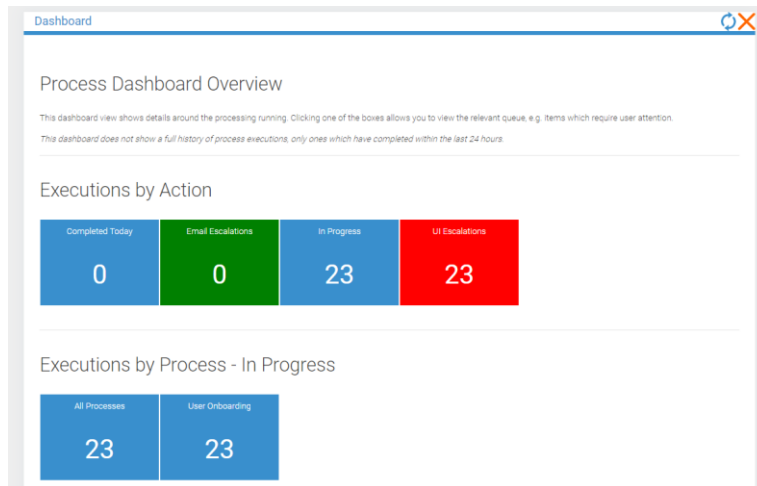 Dashboard
Process Dashboard Overview
This dashboard view shows details around the processing running. Clicking one of the boxes allows you to view the relevant queue, e.g. items which require user attention.
This dashboard does not show a full history of process executions, only ones which have completed within the last 24 hours.
Executions by Action
Completed Today
Email Escalations
In Progress
UI Escalations
0
0
23
23
Executions by Process - In Progress
All Processes
User Onboarding
23
23